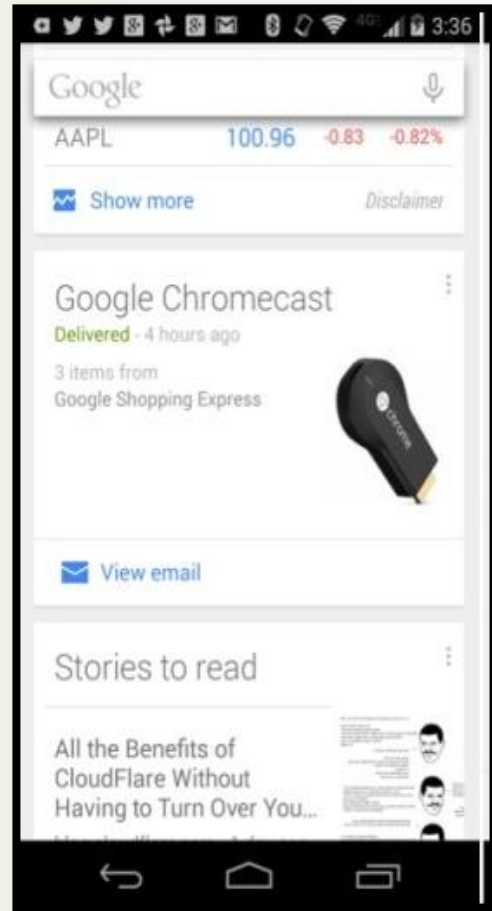 4G 3:36
Google
AAPL 100.96 -0.83 -0.82%
Show more Disclaimer
Google Chromecast
Delivered - 4 hours ago
3 items from
Google Shopping Express
chrome
View email
Stories to read
All the Benefits of
CloudFlare Without
Having to Turn Over You...